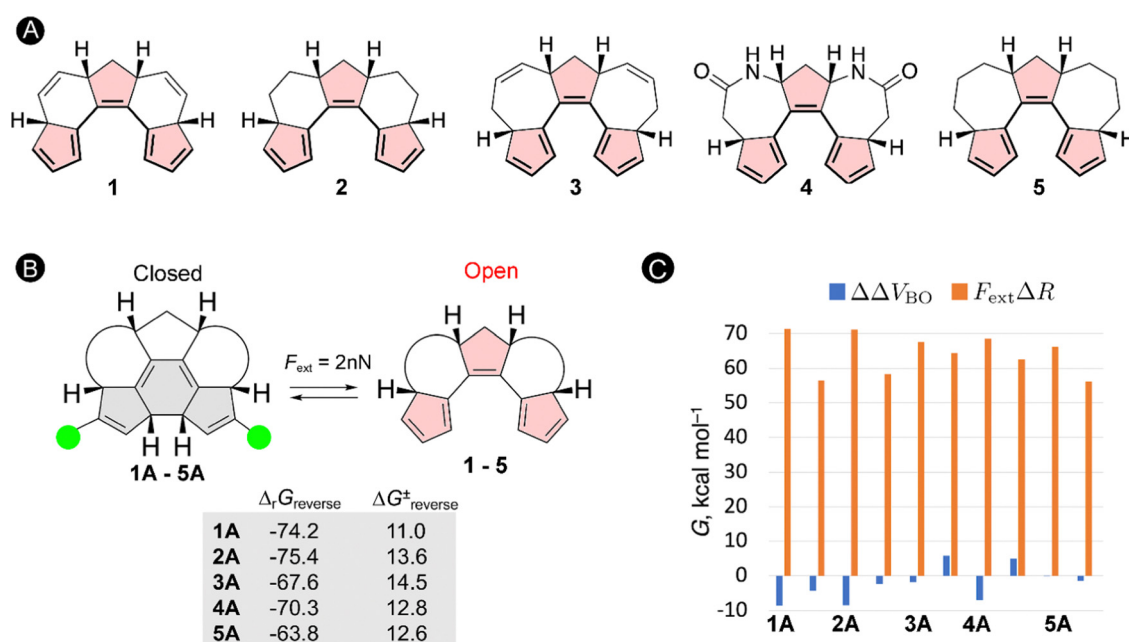 A
H H
H H
1
H H
H H
2
H H
H H
3
H N H H N H
O O
H H
4
H H
H H
5
B
Closed
H H
H H
H H
1A - 5A
F_ext = 2nN
Open
H H
H H
1 - 5
Δ_rG_reverse ΔG^±_reverse
1A -74.2 11.0
2A -75.4 13.6
3A -67.6 14.5
4A -70.3 12.8
5A -63.8 12.6
C
ΔΔV_BO F_extΔR
G, kcal mol⁻¹
70
60
50
40
30
20
10
0
-10
1A 2A 3A 4A 5A